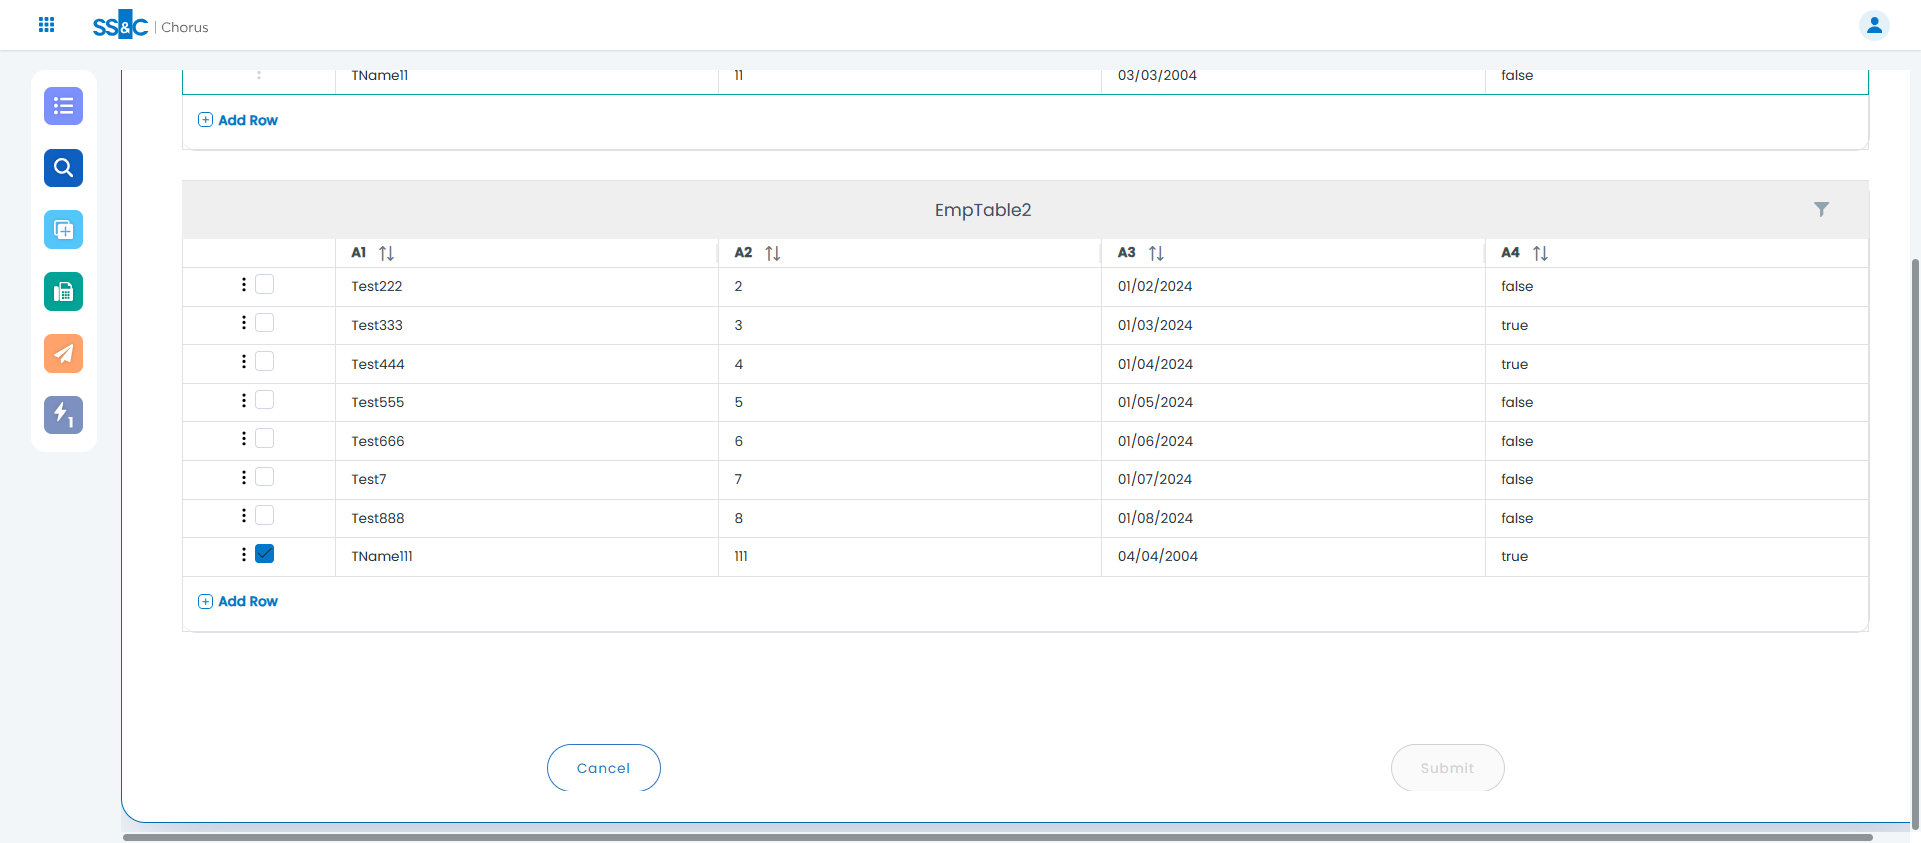 SS&C | Chorus
TName11 11 03/03/2004 false
Add Row
EmpTable2
A1 A2 A3 A4
Test222 2 01/02/2024 false
Test333 3 01/03/2024 true
Test444 4 01/04/2024 true
Test555 5 01/05/2024 false
Test666 6 01/06/2024 false
Test7 7 01/07/2024 false
Test888 8 01/08/2024 false
TName111 111 04/04/2004 true
Add Row
1
Cancel Submit